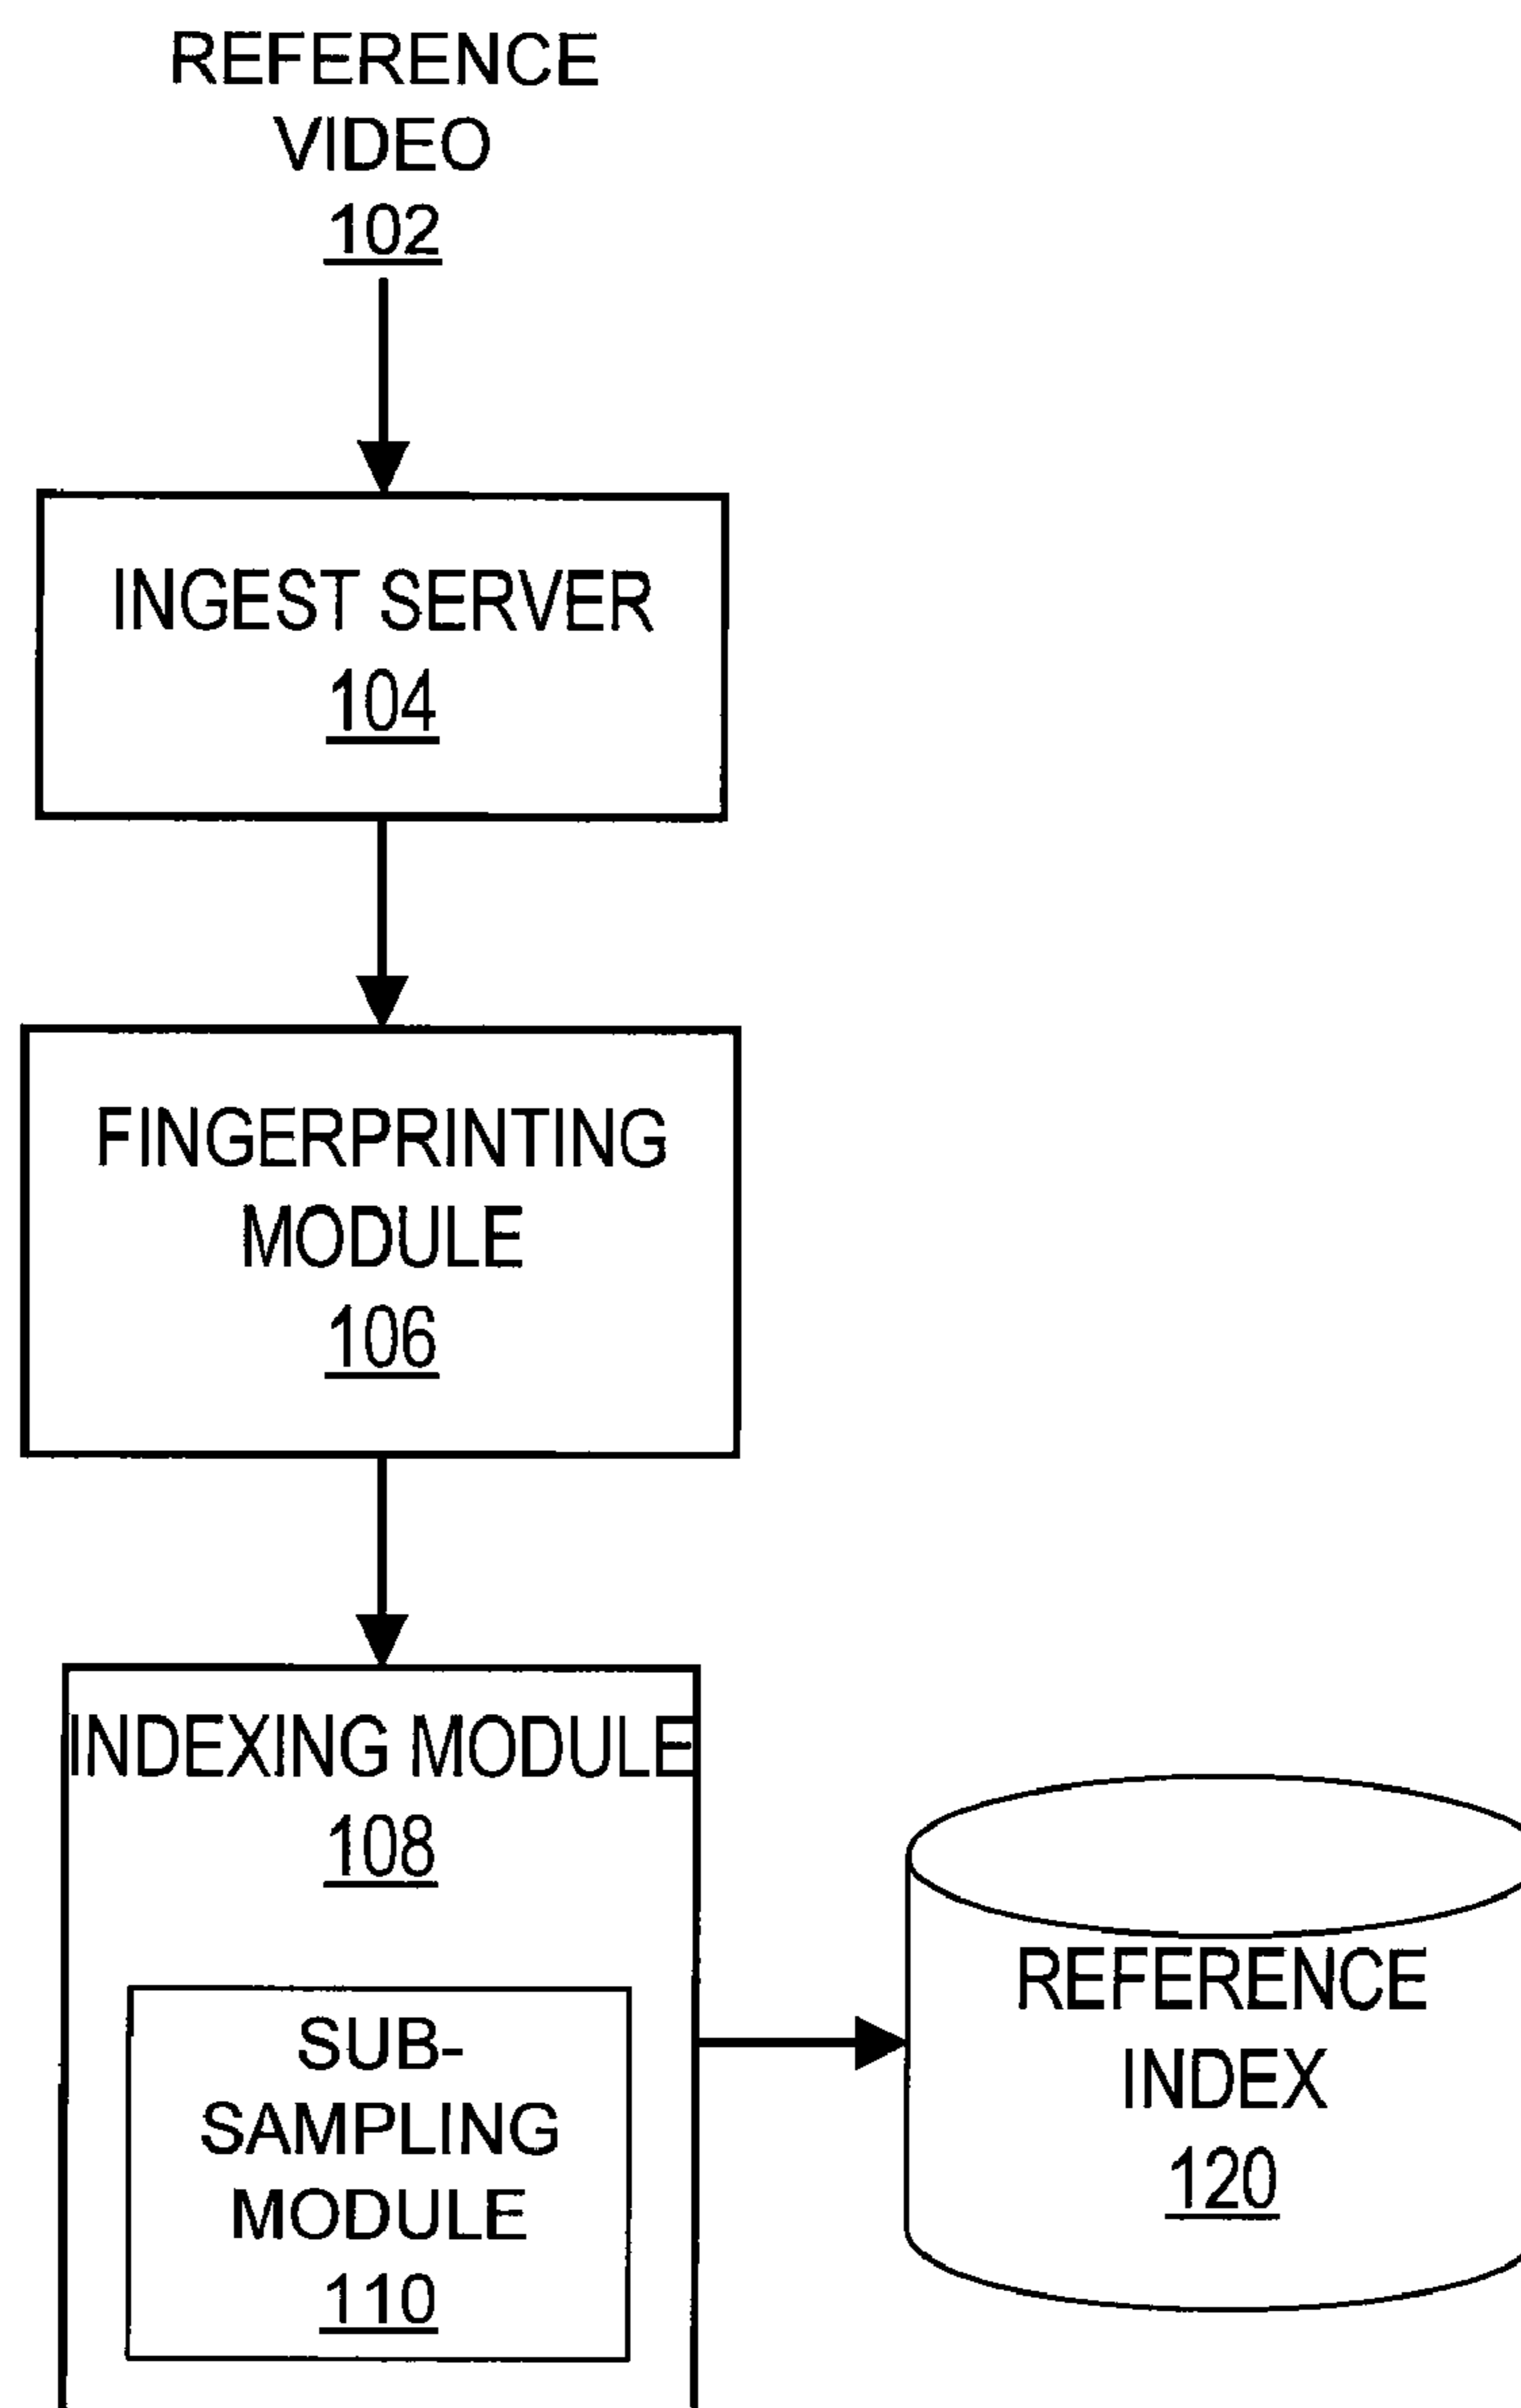 REFERENCE
VIDEO
102
INGEST SERVER
104
FINGERPRINTING
MODULE
106
INDEXING MODULE
108
SUB-
SAMPLING
MODULE
110
REFERENCE
INDEX
120